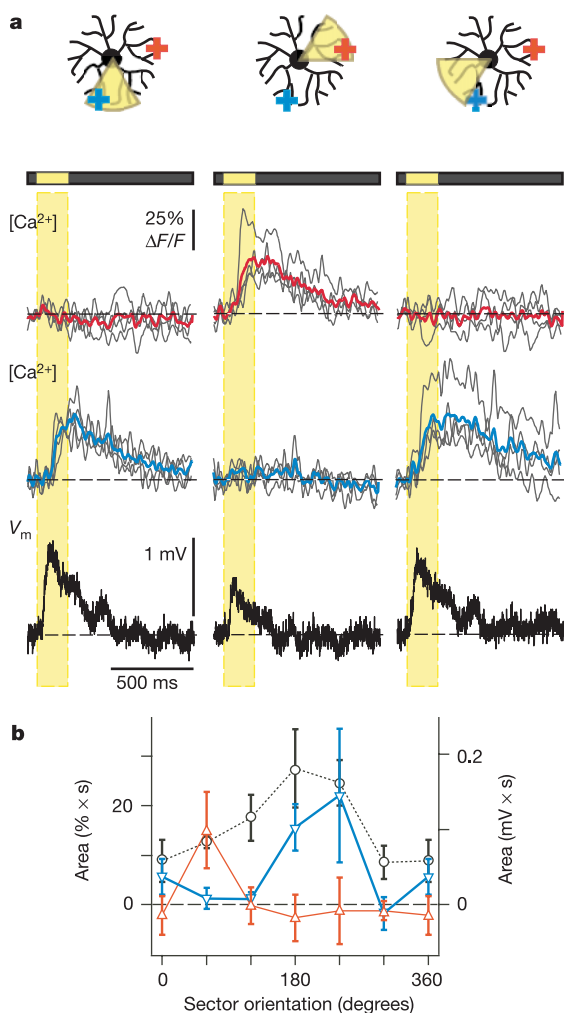 a
[Ca²⁺]
25%
ΔF/F
[Ca²⁺]
Vm
1 mV
500 ms
b
Area (% × s)
20
0
0.2
0
Area (mV × s)
0
180
360
Sector orientation (degrees)